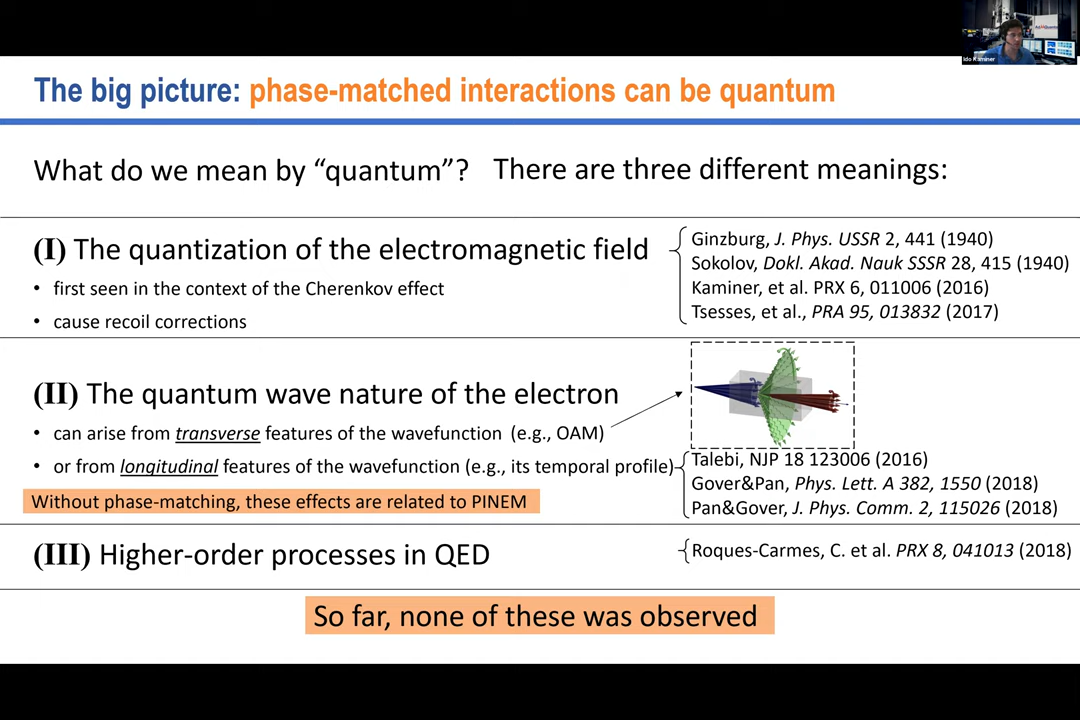 Ido Kaminer
The big picture: phase-matched interactions can be quantum
What do we mean by “quantum”? There are three different meanings:
(I) The quantization of the electromagnetic field
• first seen in the context of the Cherenkov effect
• cause recoil corrections
Ginzburg, J. Phys. USSR 2, 441 (1940)
Sokolov, Dokl. Akad. Nauk SSSR 28, 415 (1940)
Kaminer, et al. PRX 6, 011006 (2016)
Tsesses, et al., PRA 95, 013832 (2017)
(II) The quantum wave nature of the electron
• can arise from transverse features of the wavefunction (e.g., OAM)
• or from longitudinal features of the wavefunction (e.g., its temporal profile)
Without phase-matching, these effects are related to PINEM
Talebi, NJP 18 123006 (2016)
Gover&Pan, Phys. Lett. A 382, 1550 (2018)
Pan&Gover, J. Phys. Comm. 2, 115026 (2018)
(III) Higher-order processes in QED
Roques-Carmes, C. et al. PRX 8, 041013 (2018)
So far, none of these was observed